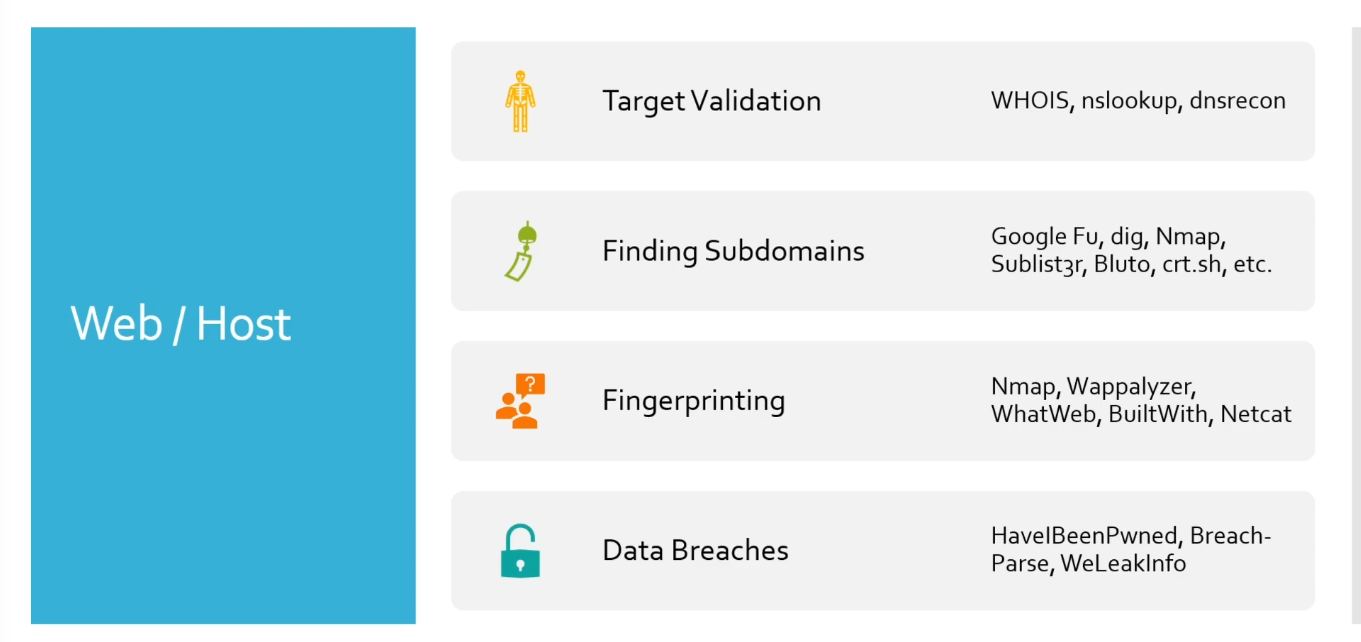 Web / Host
Target Validation
WHOIS, nslookup, dnsrecon
Finding Subdomains
Google Fu, dig, Nmap,
Sublist3r, Bluto, crt.sh, etc.
?
Fingerprinting
Nmap, Wappalyzer,
WhatWeb, BuiltWith, Netcat
Data Breaches
HaveIBeenPwned, Breach-
Parse, WeLeakInfo